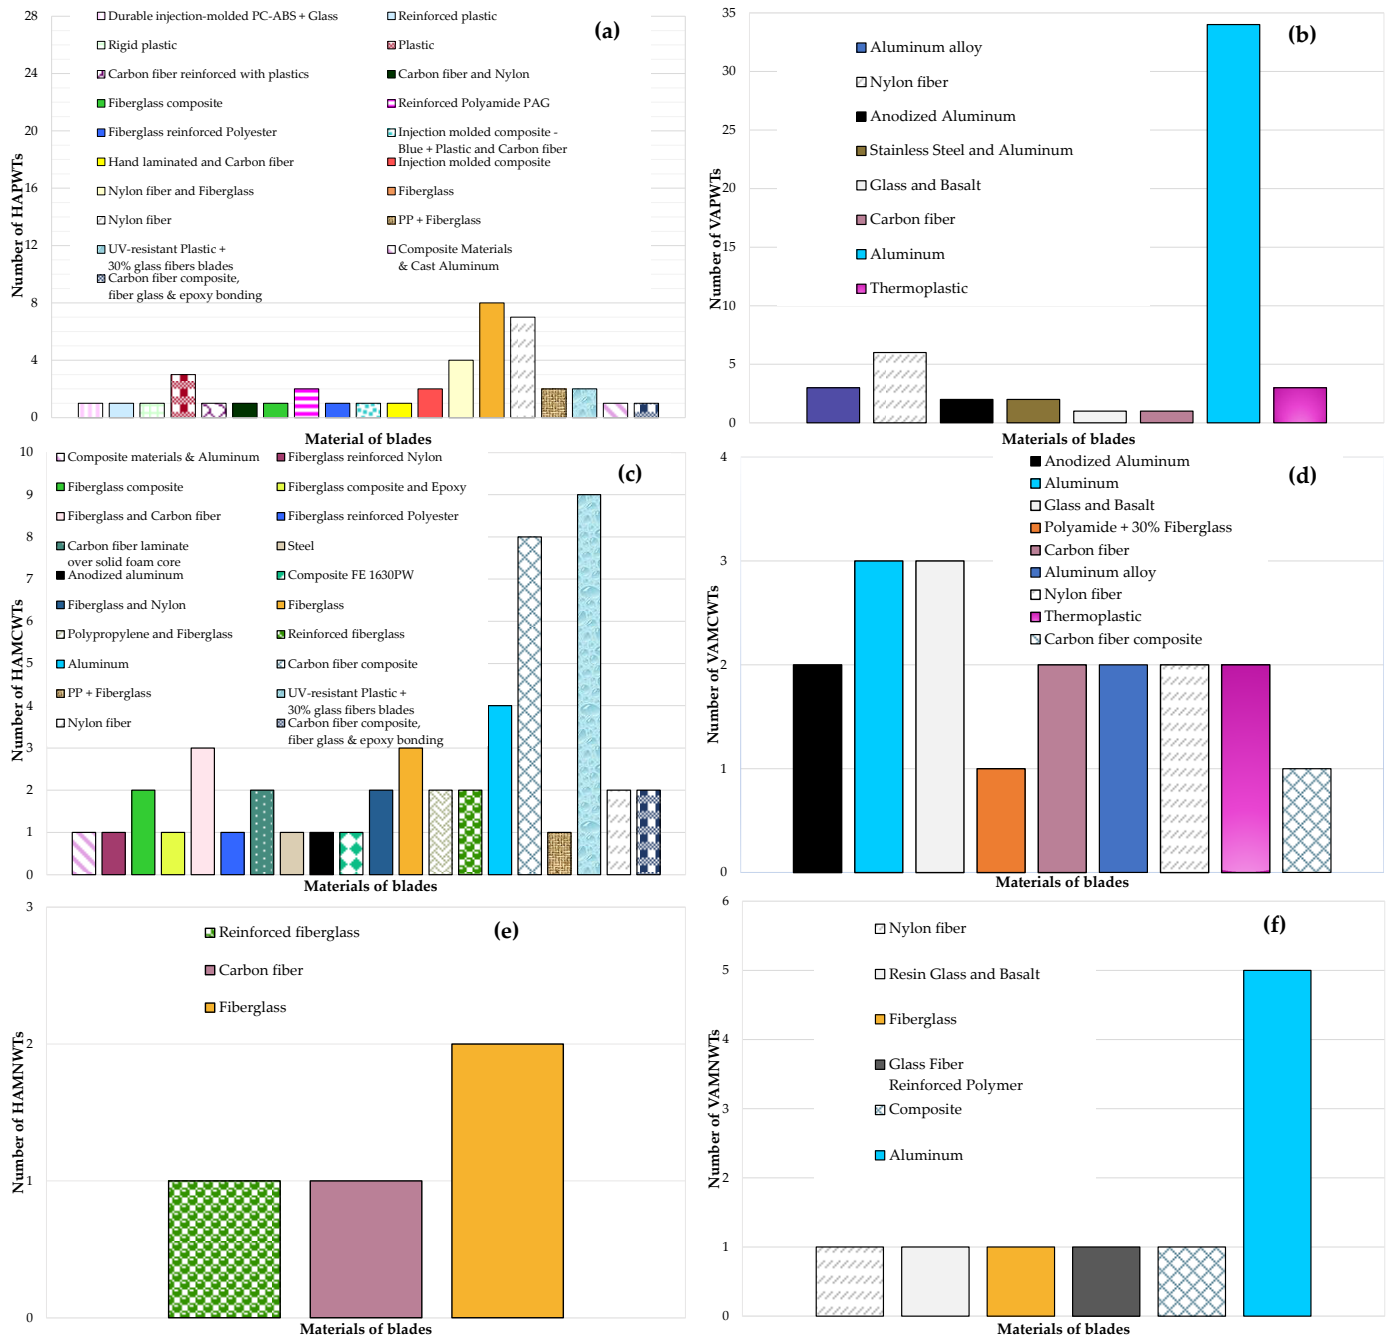 (a)
Number of HAPWTs
28
26
24
22
20
18
16
14
12
10
8
6
4
2
0
Durable injection-molded PC-ABS + Glass
Reinforced plastic
Rigid plastic
Plastic
Carbon fiber reinforced with plastics
Carbon fiber and Nylon
Fiberglass composite
Reinforced Polyamide PAG
Fiberglass reinforced Polyester
Injection molded composite -
Blue + Plastic and Carbon fiber
Hand laminated and Carbon fiber
Injection molded composite
Nylon fiber and Fiberglass
Fiberglass
Nylon fiber
PP + Fiberglass
UV-resistant Plastic +
30% glass fibers blades
Composite Materials
& Cast Aluminum
Carbon fiber composite,
fiber glass & epoxy bonding
Material of blades
(b)
Number of VAPWTs
35
35
34
33
10
15
10
5
0
Aluminum alloy
Nylon fiber
Anodized Aluminum
Stainless Steel and Aluminum
Glass and Basalt
Carbon fiber
Aluminum
Thermoplastic
Materials of blades
(c)
Number of HAMCWTs
10
9
8
7
6
5
4
3
2
1
0
Composite materials & Aluminum
Fiberglass reinforced Nylon
Fiberglass composite
Fiberglass composite and Epoxy
Fiberglass and Carbon fiber
Fiberglass reinforced Polyester
Carbon fiber laminate
over solid foam core
Steel
Anodized aluminum
Composite FE 1630PW
Fiberglass and Nylon
Fiberglass
Polypropylene and Fiberglass
Reinforced fiberglass
Aluminum
Carbon fiber composite
PP + Fiberglass
UV-resistant Plastic +
30% glass fibers blades
Nylon fiber
Carbon fiber composite,
fiber glass & epoxy bonding
Materials of blades
(d)
Number of VAMCWTs
4
3
2
1
0
Anodized Aluminum
Aluminum
Glass and Basalt
Polyamide + 30% Fiberglass
Carbon fiber
Aluminum alloy
Nylon fiber
Thermoplastic
Carbon fiber composite
Materials of blades
(e)
Number of HAMNWTs
3
2
1
0
Reinforced fiberglass
Carbon fiber
Fiberglass
Materials of blades
(f)
Number of VAMNWTs
6
5
4
3
2
1
0
Nylon fiber
Resin Glass and Basalt
Fiberglass
Glass Fiber
Reinforced Polymer
Composite
Aluminum
Materials of blades